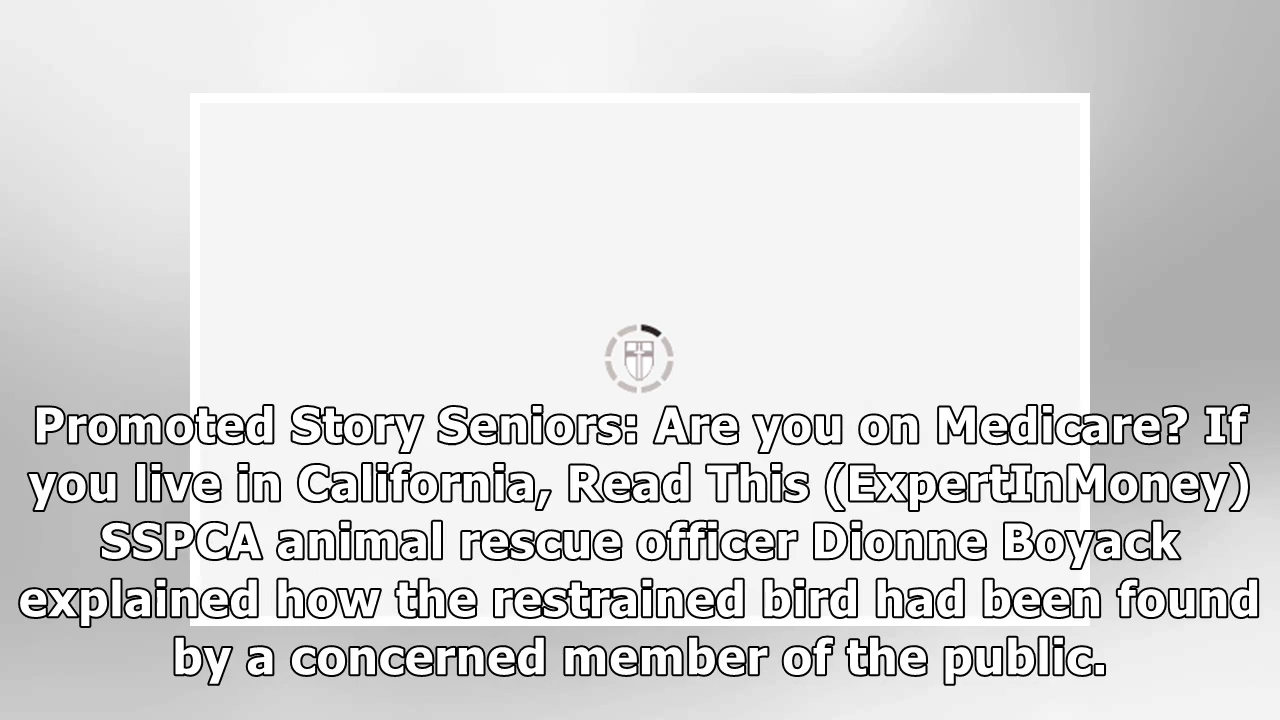 Promoted Story Seniors: Are you on Medicare? If
you live in California, Read This (ExpertInMoney)
SSPCA animal rescue officer Dionne Boyack
explained how the restrained bird had been found
by a concerned member of the public.